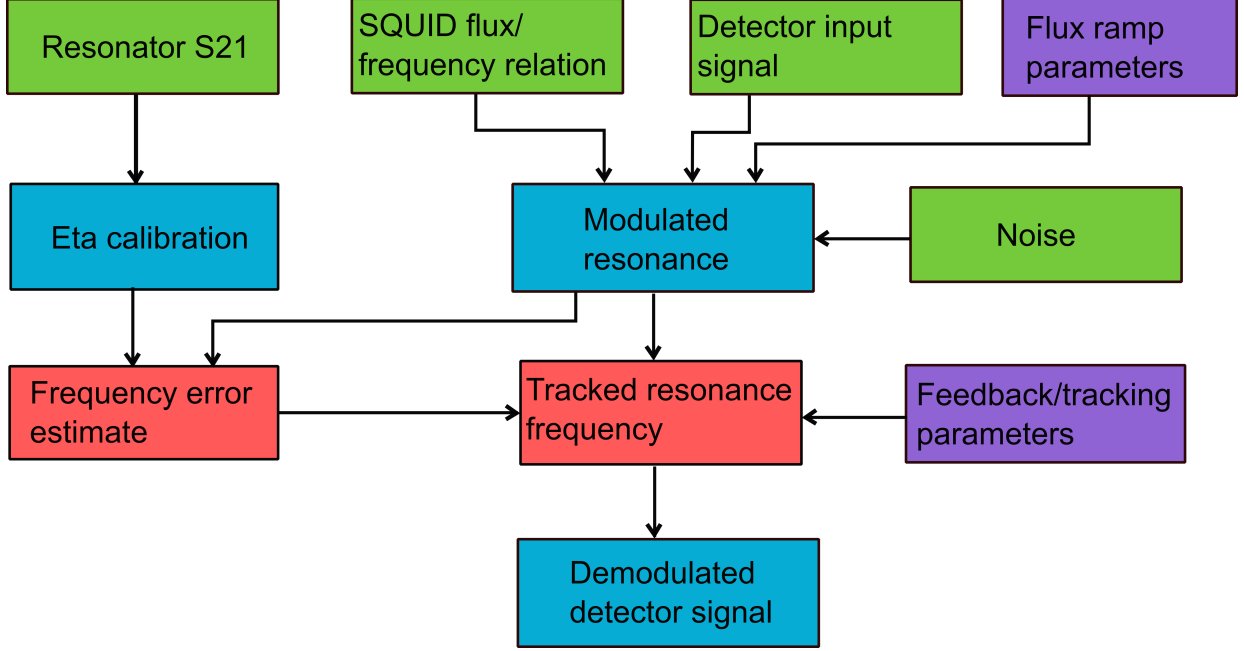 Resonator S21
SQUID flux/
frequency relation
Detector input
signal
Flux ramp
parameters
Eta calibration
Modulated
resonance
Noise
Frequency error
estimate
Tracked resonance
frequency
Feedback/tracking
parameters
Demodulated
detector signal